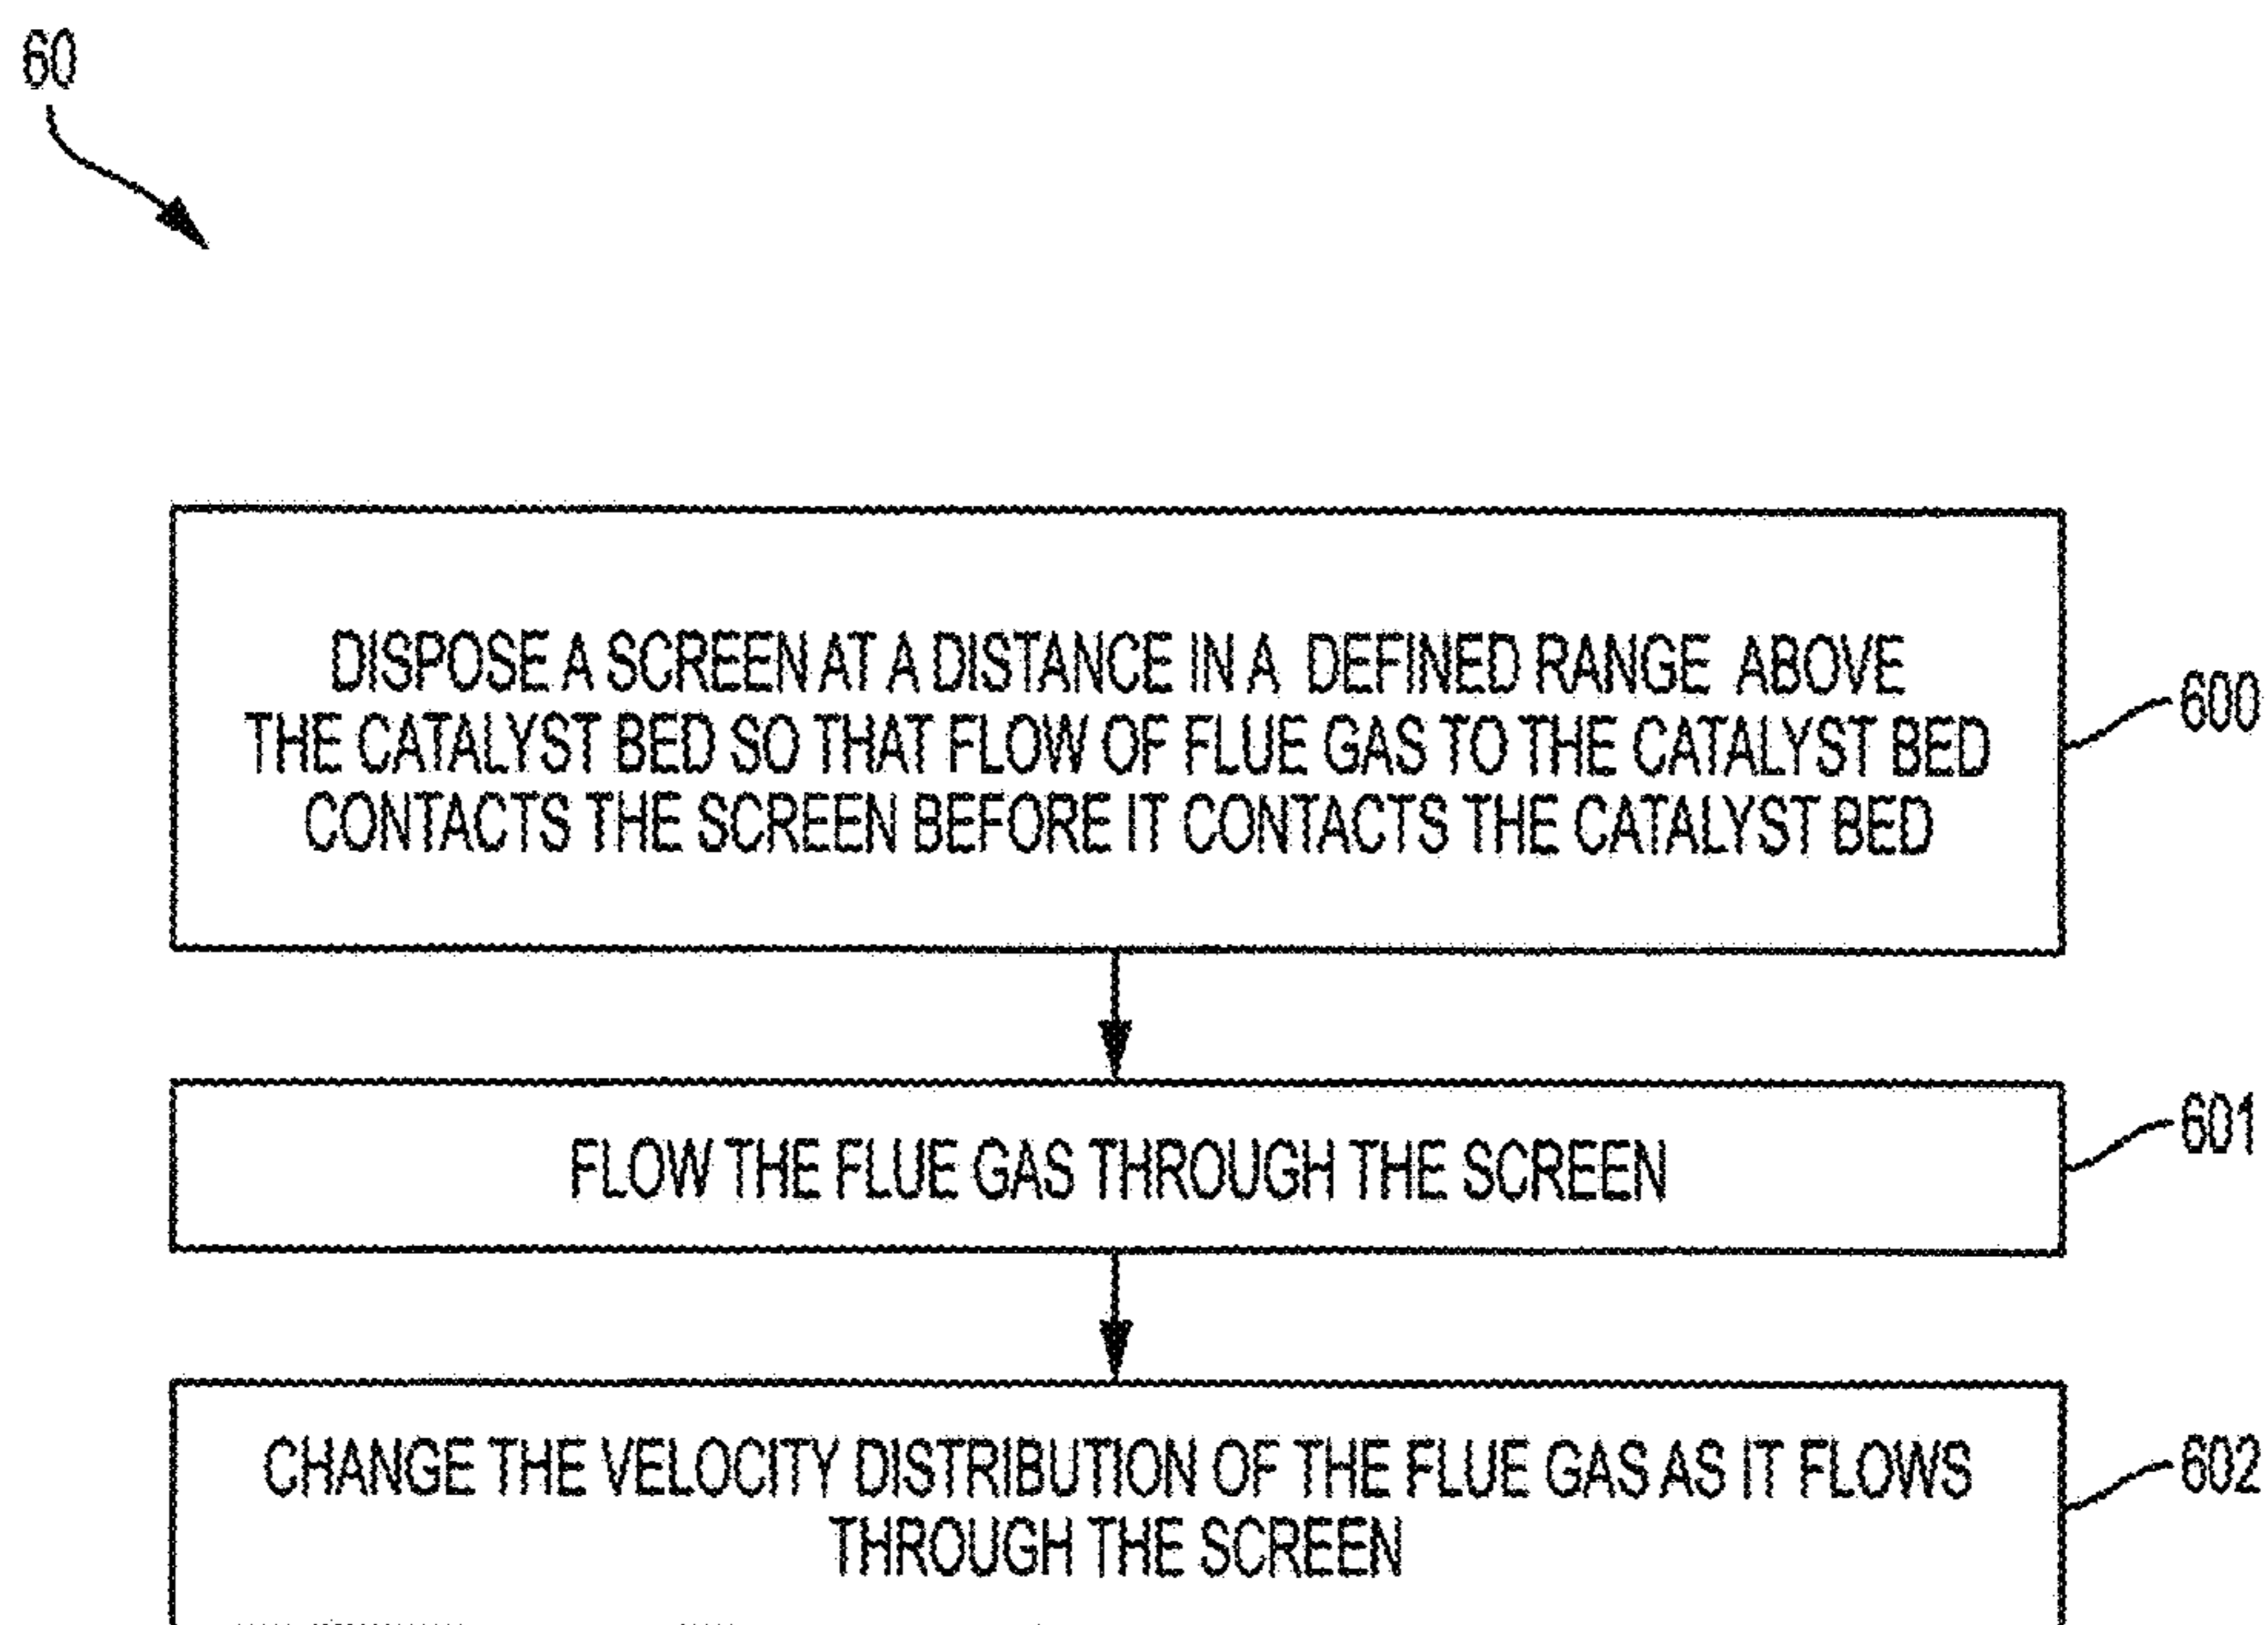 60
DISPOSE A SCREEN AT A DISTANCE IN A DEFINED RANGE ABOVE
THE CATALYST BED SO THAT FLOW OF FLUE GAS TO THE CATALYST BED
CONTACTS THE SCREEN BEFORE IT CONTACTS THE CATALYST BED
600
FLOW THE FLUE GAS THROUGH THE SCREEN
601
CHANGE THE VELOCITY DISTRIBUTION OF THE FLUE GAS AS IT FLOWS
THROUGH THE SCREEN
602